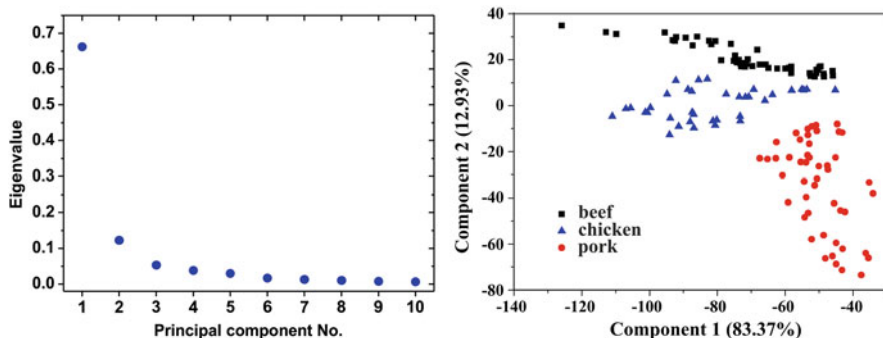 Eigenvalue
0.7
0.6
0.5
0.4
0.3
0.2
0.1
0.0
1 2 3 4 5 6 7 8 9 10
Principal component No.
Component 2 (12.93%)
40
20
0
-20
-40
-60
-80
beef
chicken
pork
-140 -120 -100 -80 -60 -40
Component 1 (83.37%)